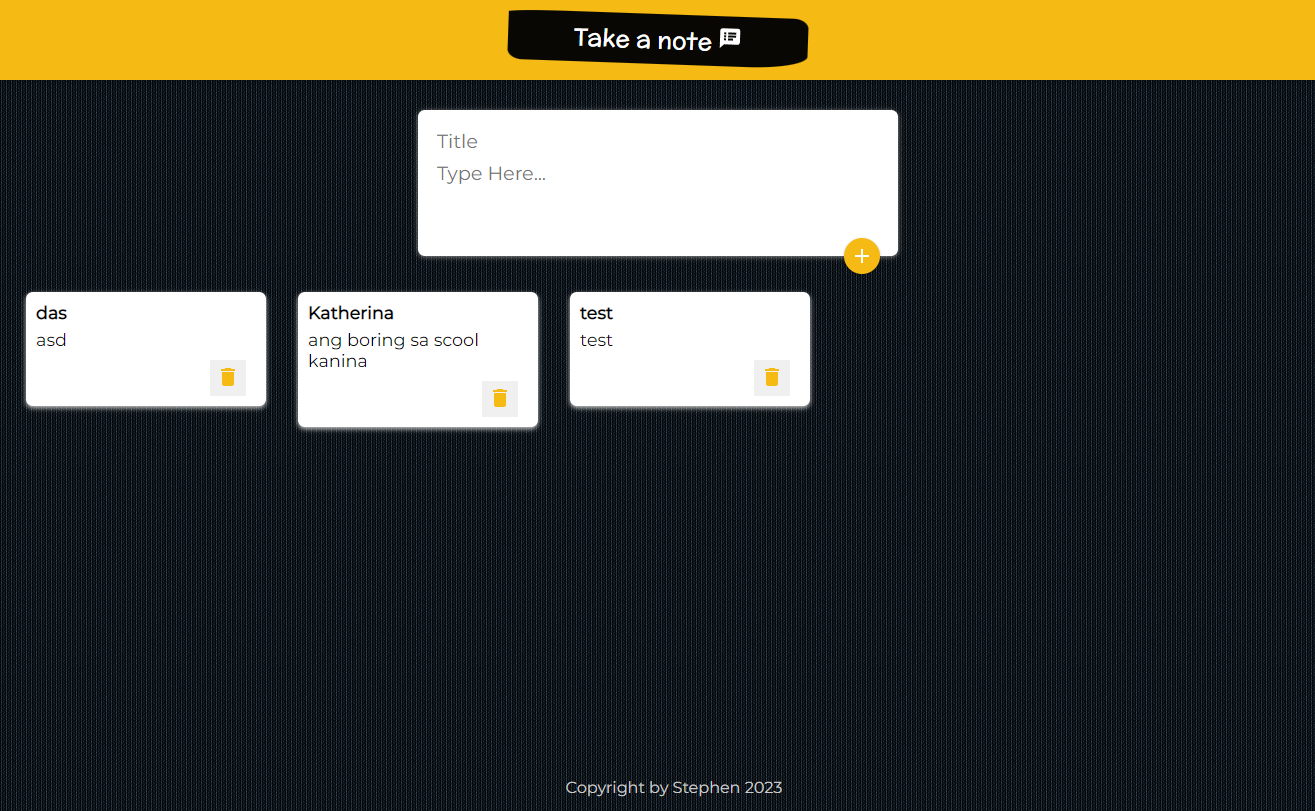 Take a note
Title
Type Here...
das
asd
Katherina
ang boring sa scool
kanina
test
test
Copyright by Stephen 2023